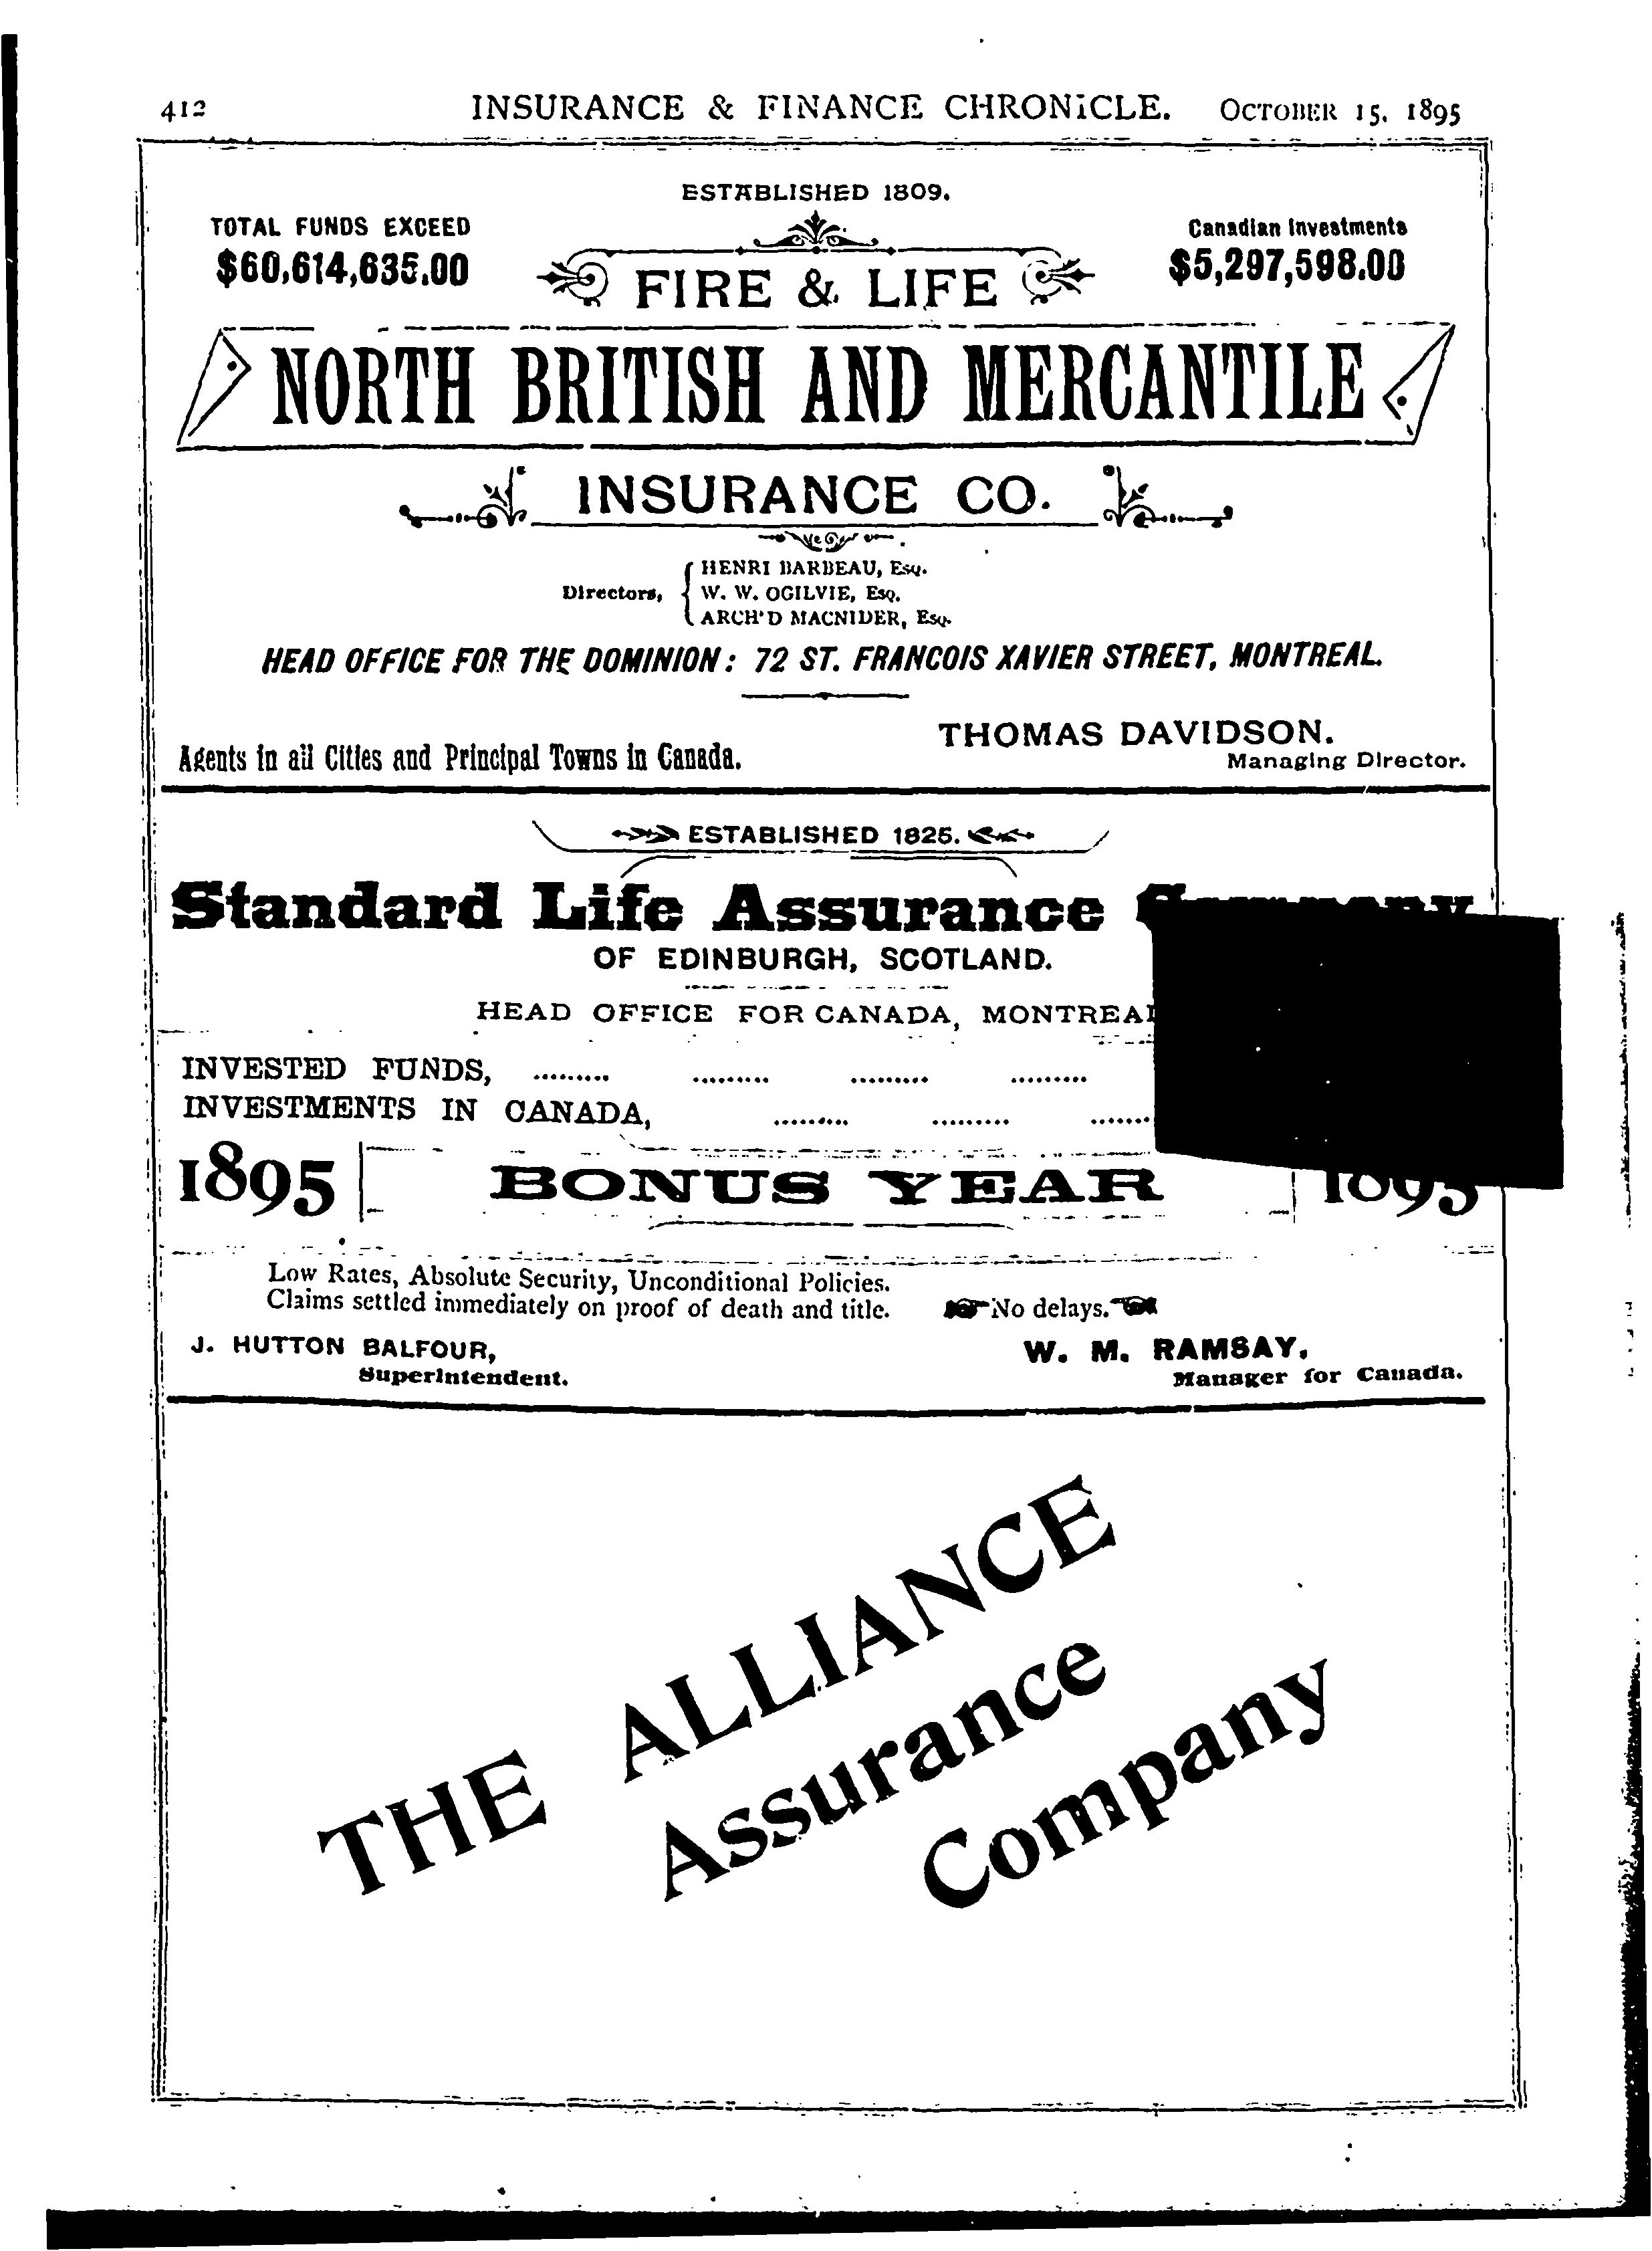 412 INSURANCE & FINANCE CHRONICLE. OCTOBER 15, 1895
ESTABLISHED 1809.
TOTAL FUNDS EXCEED
$60,614,635.00
Canadian Investments
$5,297,598.00
FIRE & LIFE
NORTH BRITISH AND MERCANTILE
INSURANCE CO.
Directors,
HENRI BARBEAU, Esq.
W. W. OGILVIE, Esq.
ARCH'D MACNIDER, Esq.
HEAD OFFICE FOR THE DOMINION: 72 ST. FRANCOIS XAVIER STREET, MONTREAL.
Agents in all Cities and Principal Towns in Canada.
THOMAS DAVIDSON.
Managing Director.
ESTABLISHED 1825.
Standard Life Assurance
OF EDINBURGH, SCOTLAND.
HEAD OFFICE FOR CANADA, MONTREAL
INVESTED FUNDS, ......... ......... ......... .........
INVESTMENTS IN CANADA, ......... ......... .......
1895 BONUS YEAR 1895
Low Rates, Absolute Security, Unconditional Policies.
Claims settled immediately on proof of death and title. No delays.
J. HUTTON BALFOUR,
Superintendent.
W. M. RAMSAY,
Manager for Canada.
THE ALLIANCE
Assurance
Company